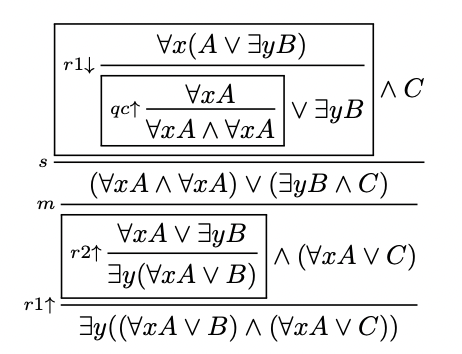 ∀x(A ∨ ∃yB)
r1↓
∀xA
qc↑
∀xA ∧ ∀xA
∨ ∃yB
∧ C
s
(∀xA ∧ ∀xA) ∨ (∃yB ∧ C)
m
∀xA ∨ ∃yB
r2↑
∃y(∀xA ∨ B)
∧ (∀xA ∨ C)
r1↑
∃y((∀xA ∨ B) ∧ (∀xA ∨ C))